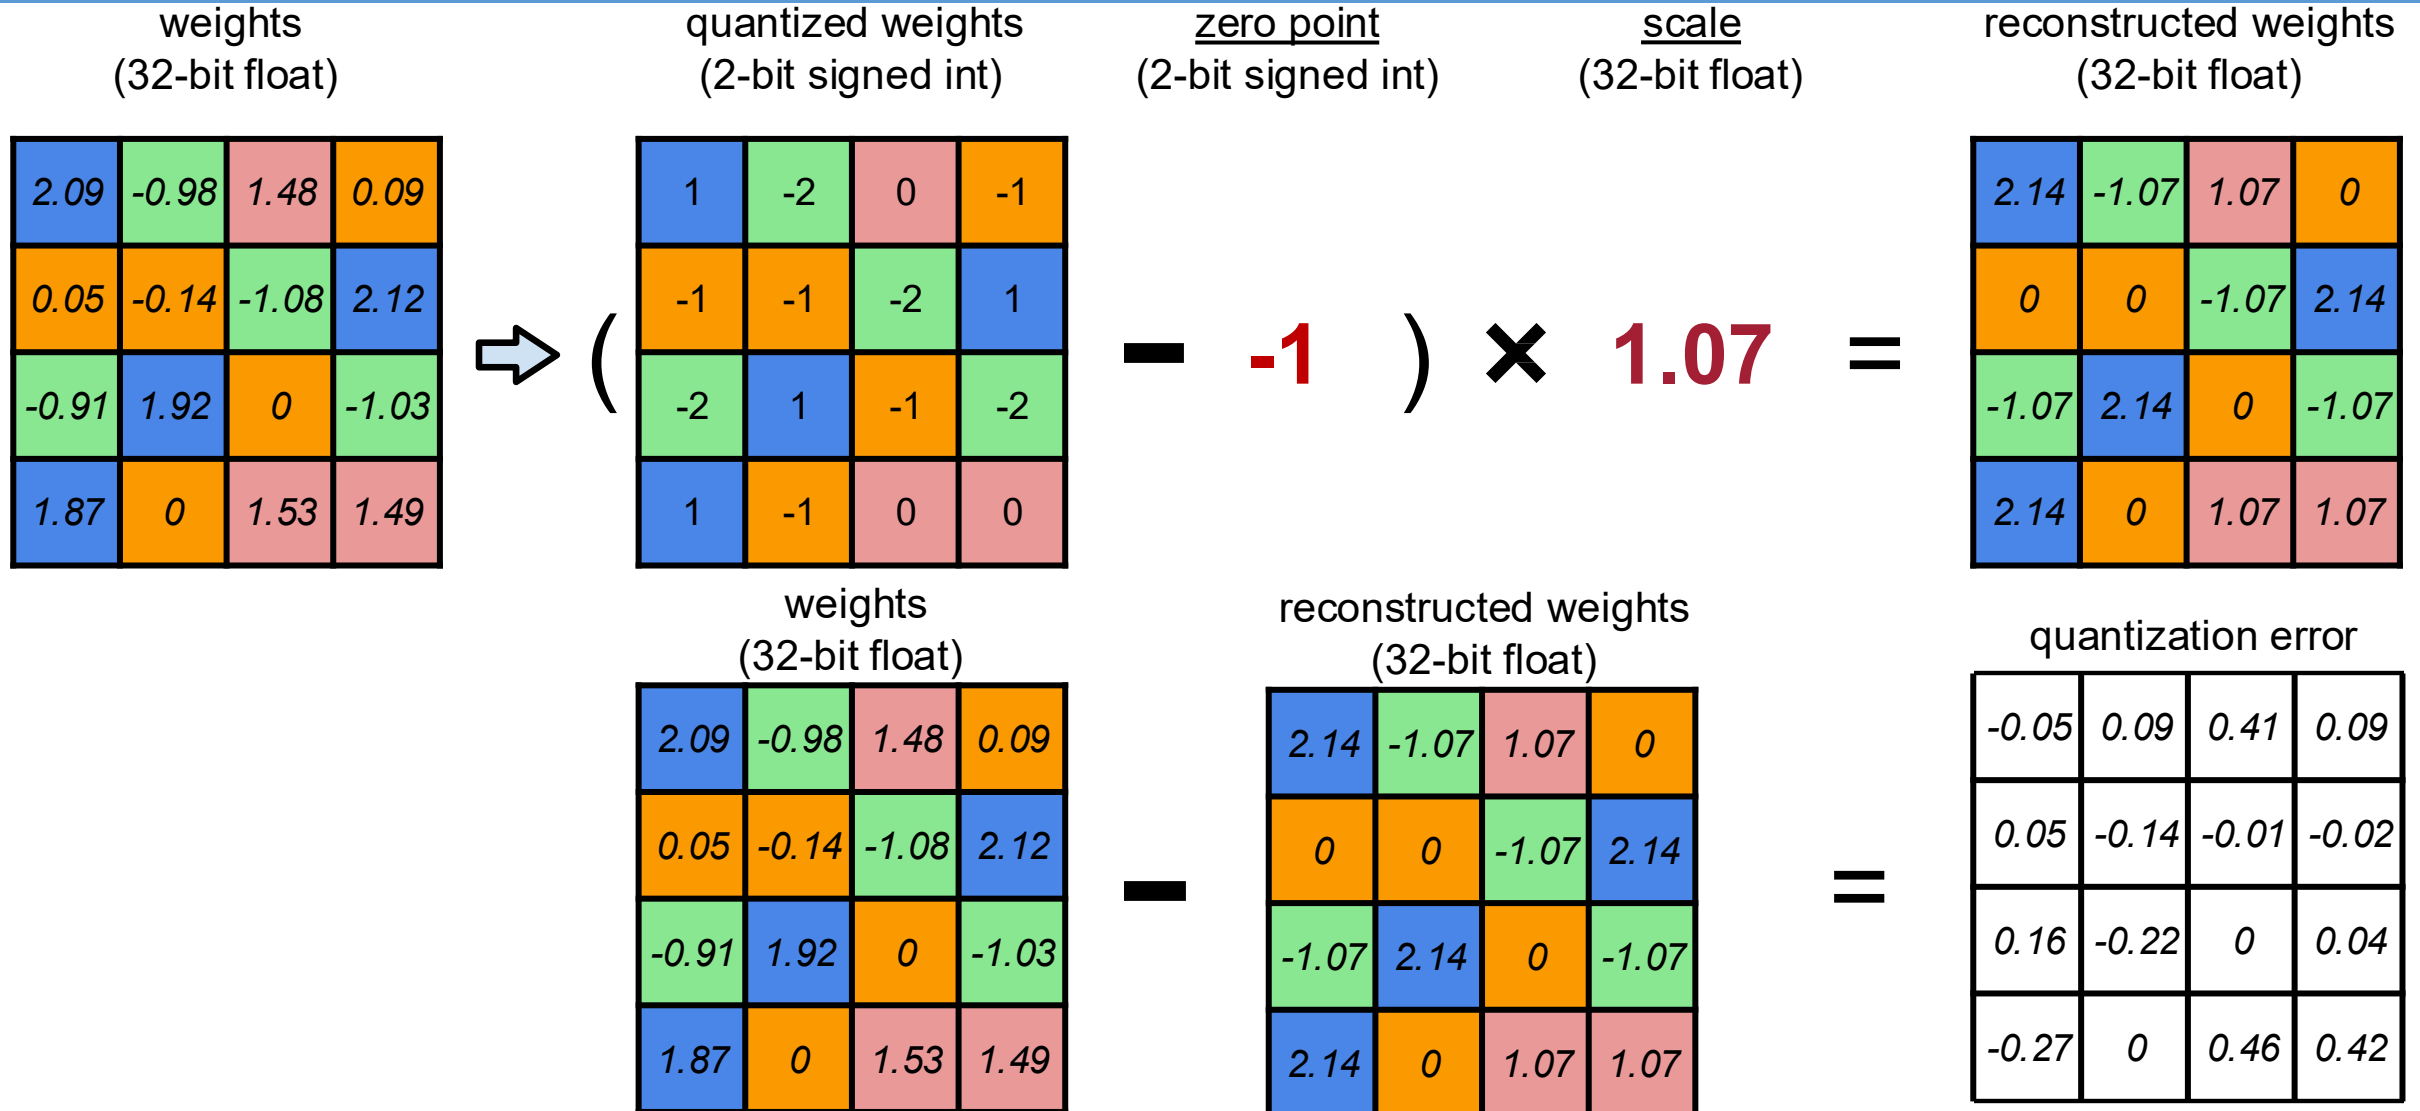 weights quantized weights zero point scale reconstructed weights
(32-bit float) (2-bit signed int) (2-bit signed int) (32-bit float) (32-bit float)
2.09 -0.98 1.48 0.09 1 -2 0 -1 2.14 -1.07 1.07 0
0.05 -0.14 -1.08 2.12 -1 -1 -2 1 0 0 -1.07 2.14
( − -1 ) × 1.07 =
-0.91 1.92 0 -1.03 -2 1 -1 -2 -1.07 2.14 0 -1.07
1.87 0 1.53 1.49 1 -1 0 0 2.14 0 1.07 1.07
weights reconstructed weights quantization error
(32-bit float) (32-bit float)
2.09 -0.98 1.48 0.09 2.14 -1.07 1.07 0 -0.05 0.09 0.41 0.09
0.05 -0.14 -1.08 2.12 0 0 -1.07 2.14 0.05 -0.14 -0.01 -0.02
− =
-0.91 1.92 0 -1.03 -1.07 2.14 0 -1.07 0.16 -0.22 0 0.04
1.87 0 1.53 1.49 2.14 0 1.07 1.07 -0.27 0 0.46 0.42